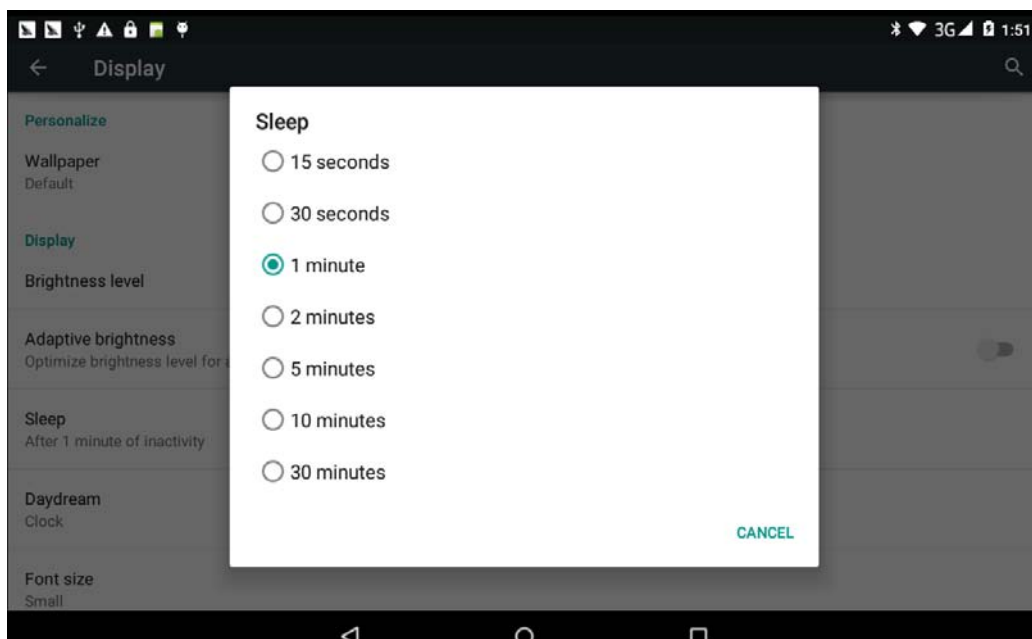 3G 1:51
Display
Personalize
Wallpaper
Default
Display
Brightness level
Adaptive brightness
Optimize brightness level for
Sleep
After 1 minute of inactivity
Daydream
Clock
Font size
Small
Sleep
15 seconds
30 seconds
1 minute
2 minutes
5 minutes
10 minutes
30 minutes
CANCEL